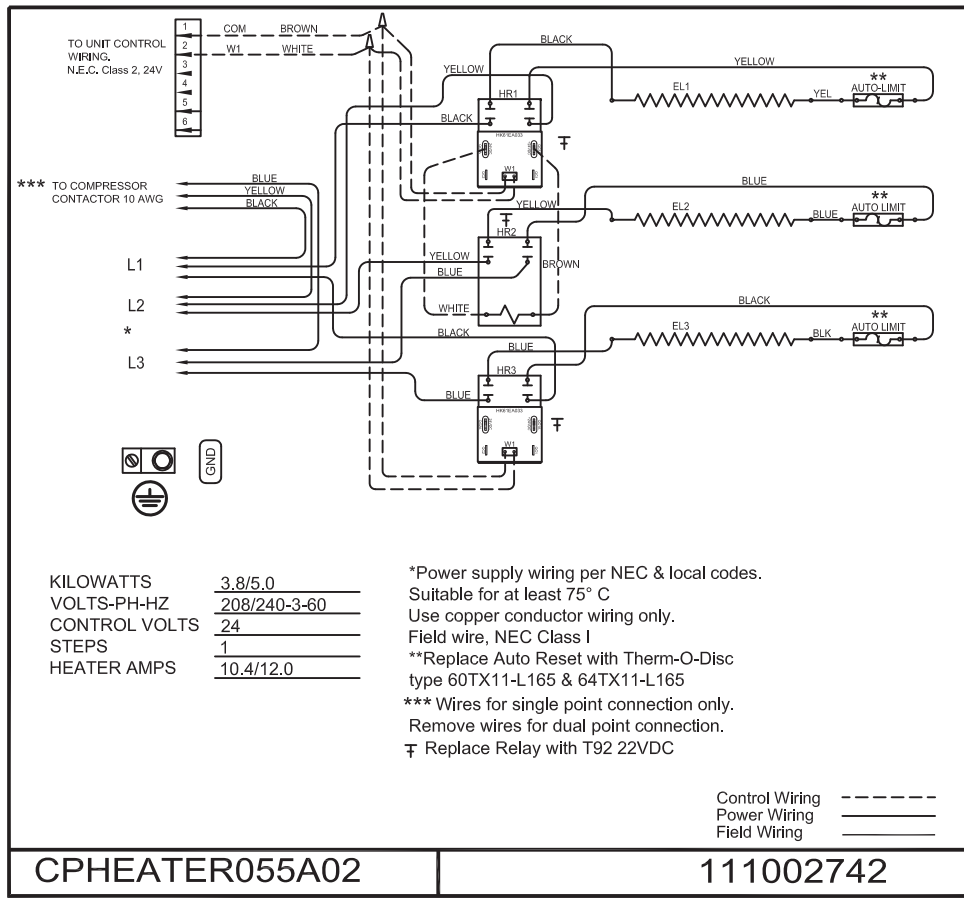 1 COM BROWN
2 W1 WHITE
3
4
5
6
TO UNIT CONTROL
WIRING.
N.E.C. Class 2, 24V
BLACK
YELLOW
YELLOW
HR1
EL1
YEL
**
AUTO-LIMIT
BLACK
HK61EA003
W1
*** TO COMPRESSOR
CONTACTOR 10 AWG
BLUE
YELLOW
BLACK
BLUE
YELLOW
HR2
EL2
BLUE
**
AUTO LIMIT
L1
YELLOW
BLUE
BROWN
L2
WHITE
BLACK
*
L3
BLACK
BLUE
EL3
BLK
**
AUTO LIMIT
HR3
BLUE
HK61EA003
W1
GND
KILOWATTS 3.8/5.0
VOLTS-PH-HZ 208/240-3-60
CONTROL VOLTS 24
STEPS 1
HEATER AMPS 10.4/12.0
*Power supply wiring per NEC & local codes.
Suitable for at least 75° C
Use copper conductor wiring only.
Field wire, NEC Class I
**Replace Auto Reset with Therm-O-Disc
type 60TX11-L165 & 64TX11-L165
*** Wires for single point connection only.
Remove wires for dual point connection.
Replace Relay with T92 22VDC
Control Wiring
Power Wiring
Field Wiring
CPHEATER055A02
111002742